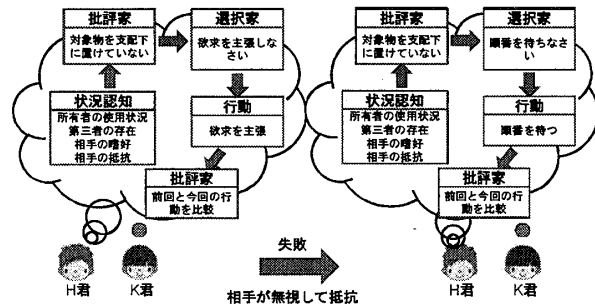 批評家
対象物を支配下
に置けていない
選択家
欲求を主張しな
さい
状況認知
所有者の使用状況
第三者の存在
相手の嗜好
相手の抵抗
行動
欲求を主張
批評家
前回と今回の行
動を比較
H君
K君
失敗
相手が無視して抵抗
批評家
対象物を支配下
に置けていない
選択家
順番を待ちなさ
い
状況認知
所有者の使用状況
第三者の存在
相手の嗜好
相手の抵抗
行動
順番を待つ
批評家
前回と今回の行
動を比較
H君
K君